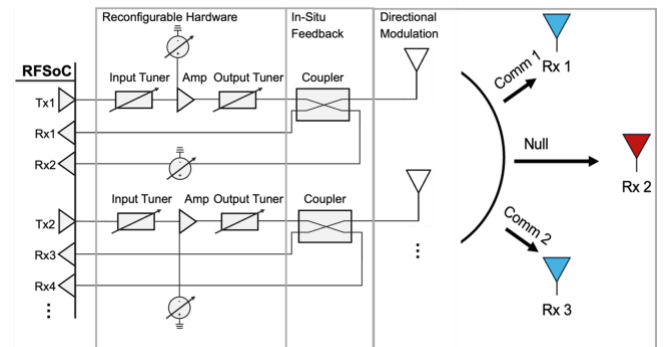 Reconfigurable Hardware
In-Situ
Feedback
Directional
Modulation
RFSoC
Input Tuner
Amp
Output Tuner
Coupler
Tx1
Rx1
Rx2
Input Tuner
Amp
Output Tuner
Coupler
Tx2
Rx3
Rx4
Comm 1
Rx 1
Null
Rx 2
Comm 2
Rx 3